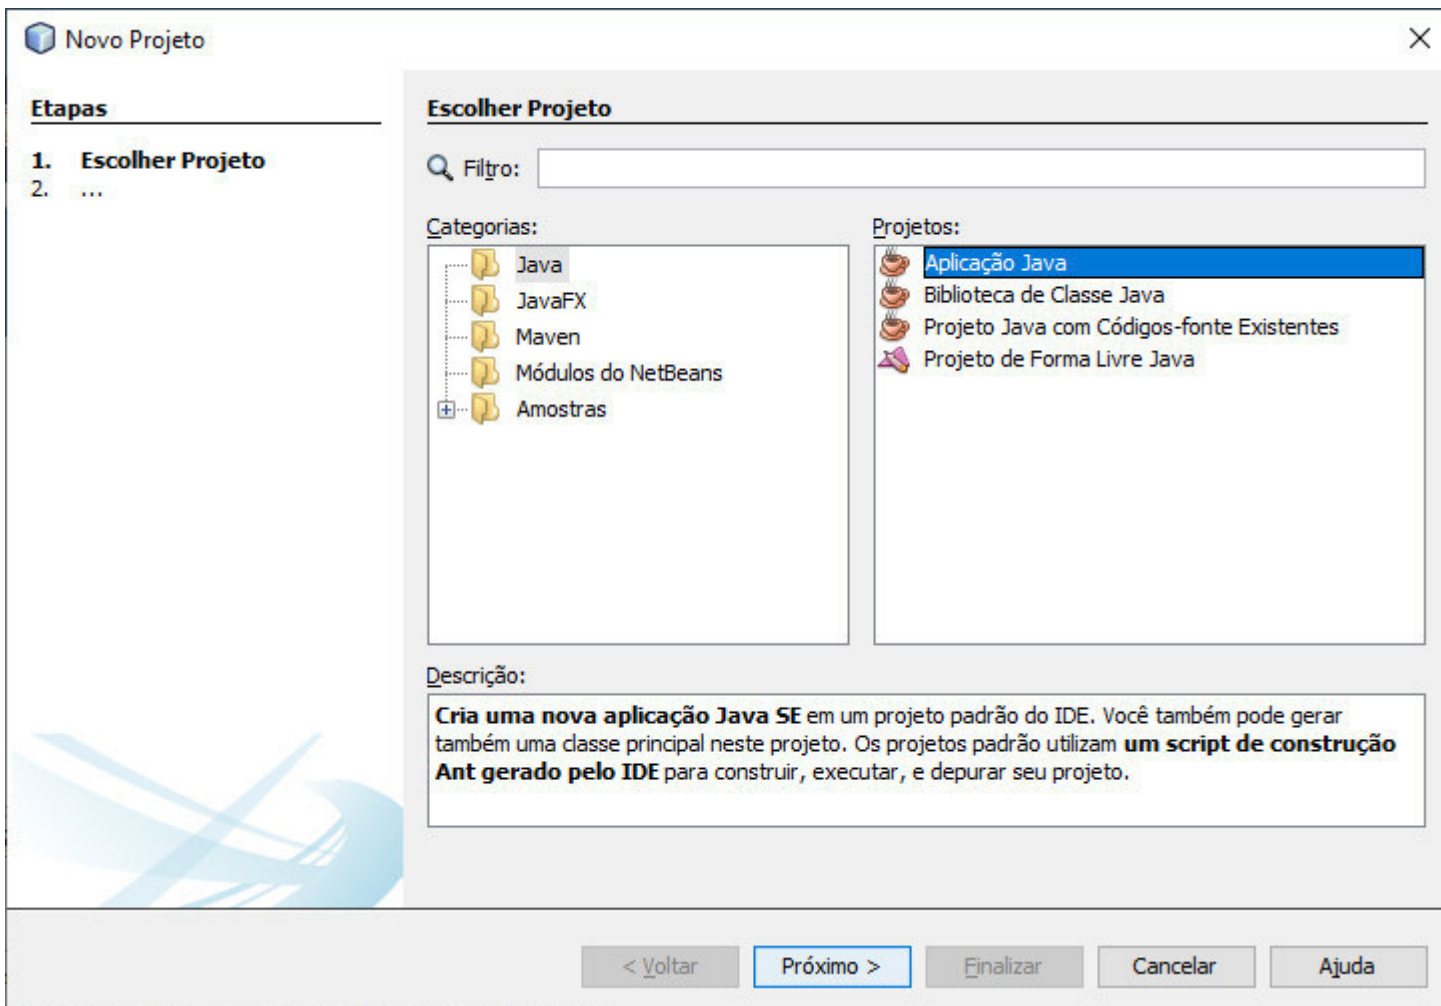 Novo Projeto
Etapas
1. Escolher Projeto
2. ...
Escolher Projeto
Filtro:
Categorias:
Java
JavaFX
Maven
Módulos do NetBeans
Amostras
Projetos:
Aplicação Java
Biblioteca de Classe Java
Projeto Java com Códigos-fonte Existentes
Projeto de Forma Livre Java
Descrição:
Cria uma nova aplicação Java SE em um projeto padrão do IDE. Você também pode gerar
também uma classe principal neste projeto. Os projetos padrão utilizam um script de construção
Ant gerado pelo IDE para construir, executar, e depurar seu projeto.
< Voltar
Próximo >
Finalizar
Cancelar
Ajuda